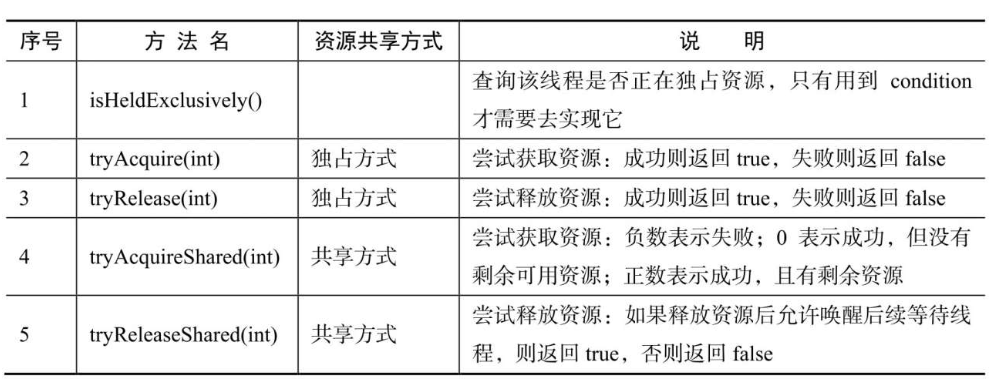 序号 方法名 资源共享方式 说 明
1 isHeldExclusively() 查询该线程是否正在独占资源，只有用到 condition
才需要去实现它
2 tryAcquire(int) 独占方式 尝试获取资源：成功则返回 true，失败则返回 false
3 tryRelease(int) 独占方式 尝试释放资源：成功则返回 true，失败则返回 false
4 tryAcquireShared(int) 共享方式 尝试获取资源：负数表示失败；0 表示成功，但没有
剩余可用资源；正数表示成功，且有剩余资源
5 tryReleaseShared(int) 共享方式 尝试释放资源：如果释放资源后允许唤醒后续等待线
程，则返回 true，否则返回 false